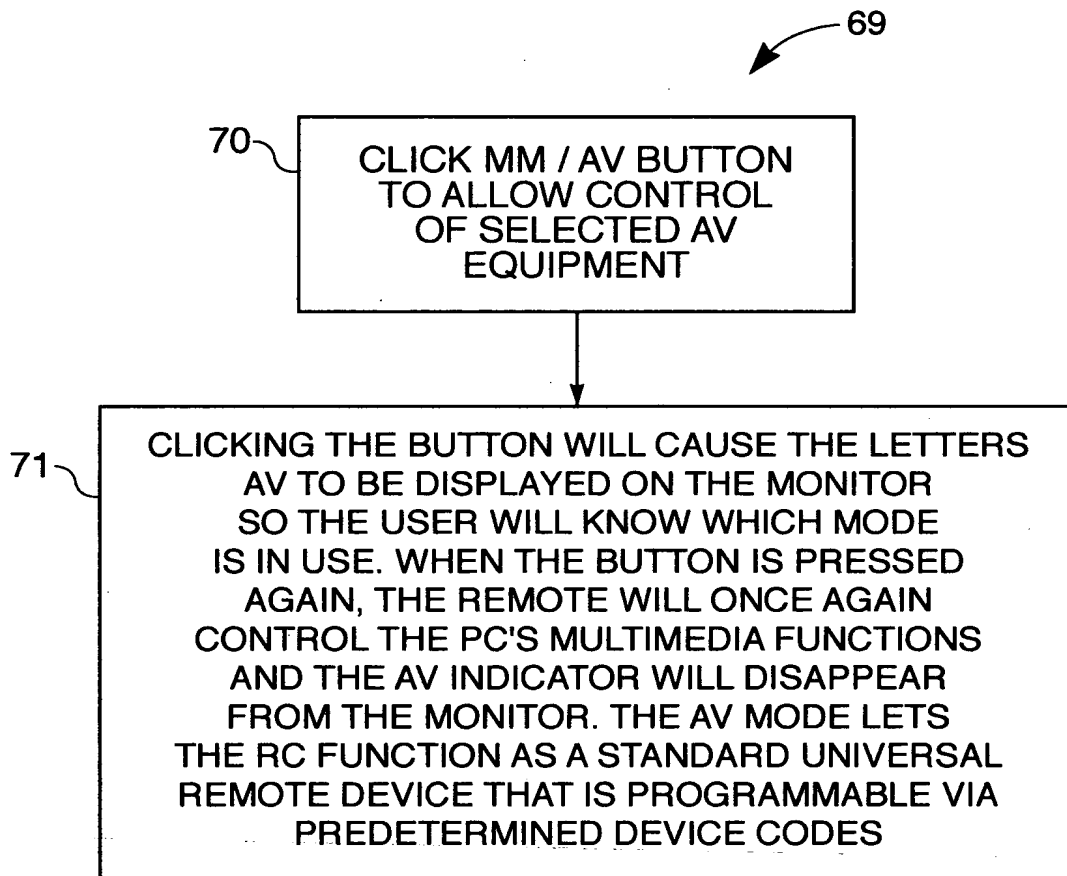 69
70
CLICK MM / AV BUTTON
TO ALLOW CONTROL
OF SELECTED AV
EQUIPMENT
71
CLICKING THE BUTTON WILL CAUSE THE LETTERS
AV TO BE DISPLAYED ON THE MONITOR
SO THE USER WILL KNOW WHICH MODE
IS IN USE. WHEN THE BUTTON IS PRESSED
AGAIN, THE REMOTE WILL ONCE AGAIN
CONTROL THE PC'S MULTIMEDIA FUNCTIONS
AND THE AV INDICATOR WILL DISAPPEAR
FROM THE MONITOR. THE AV MODE LETS
THE RC FUNCTION AS A STANDARD UNIVERSAL
REMOTE DEVICE THAT IS PROGRAMMABLE VIA
PREDETERMINED DEVICE CODES